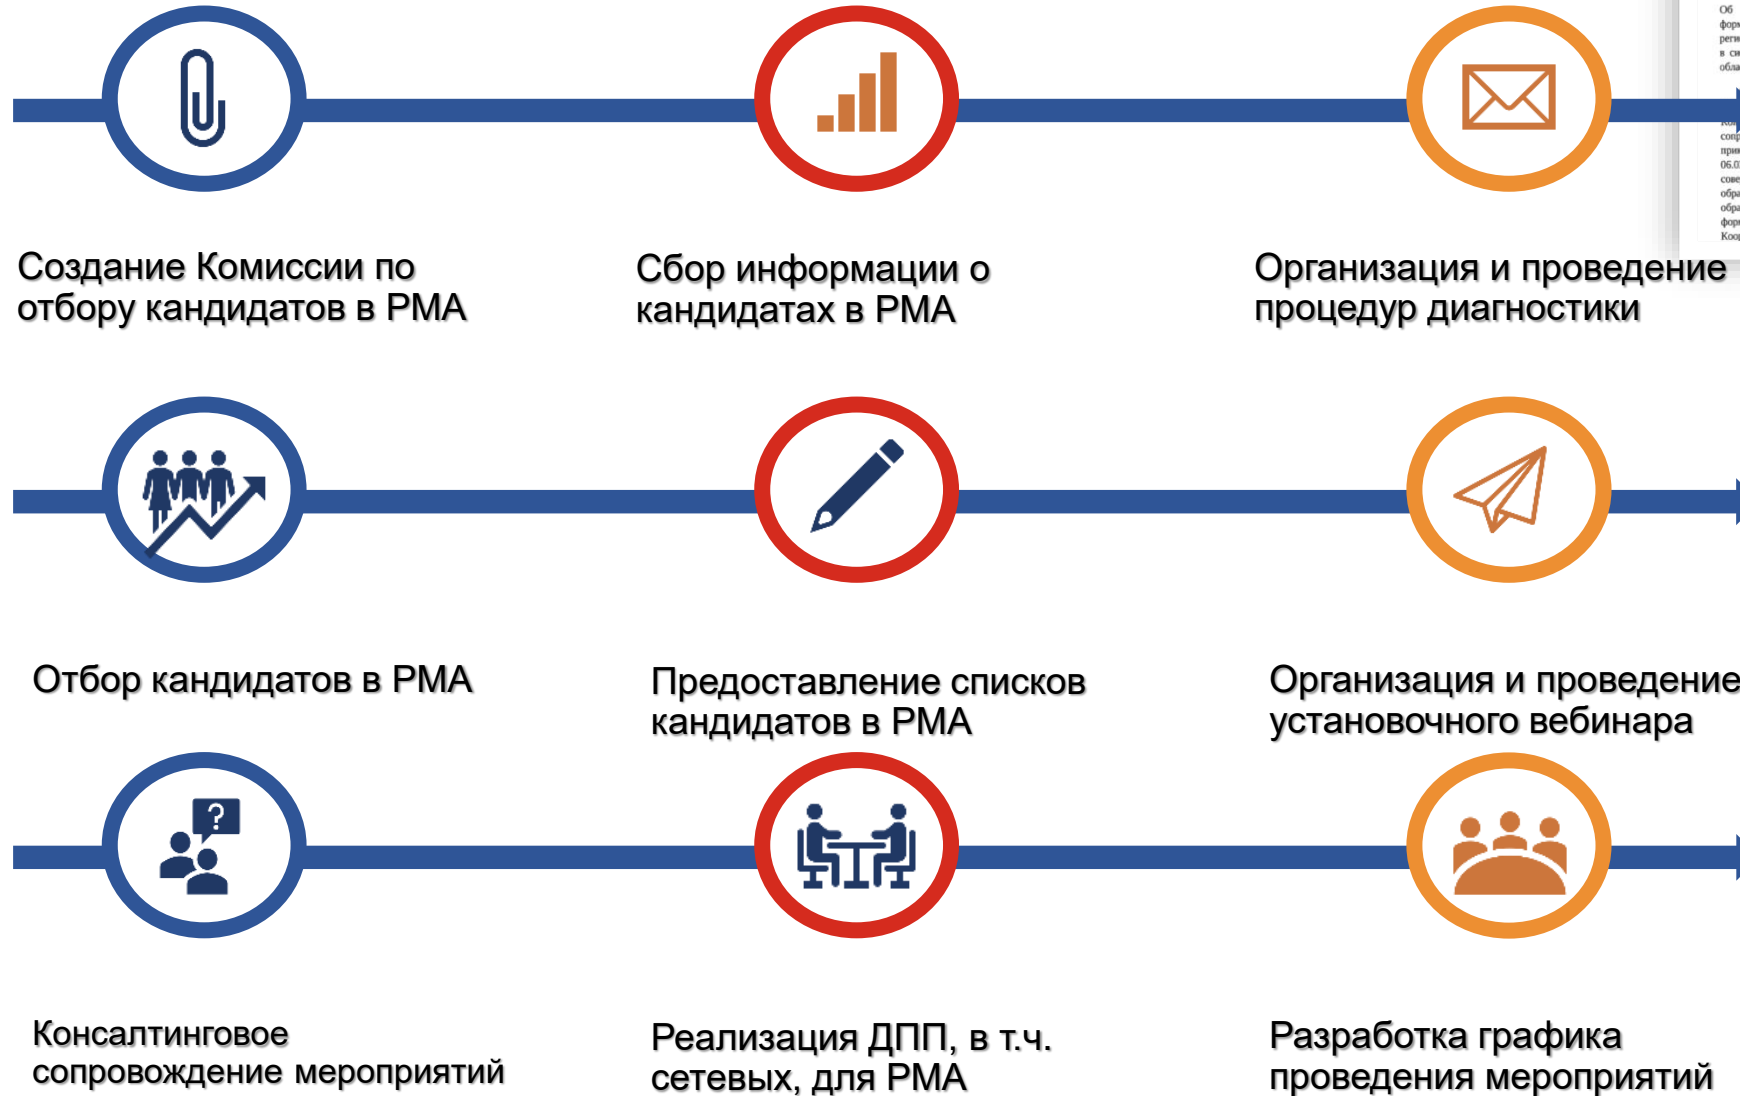 Об
Создание Комиссии по
отбору кандидатов в РМА
Сбор информации о
кандидатах в РМА
Организация и проведение
процедур диагностики
Отбор кандидатов в РМА
Предоставление списков
кандидатов в РМА
Организация и проведение
установочного вебинара
?
Консалтинговое
сопровождение мероприятий
Реализация ДПП, в т.ч.
сетевых, для РМА
Разработка графика
проведения мероприятий